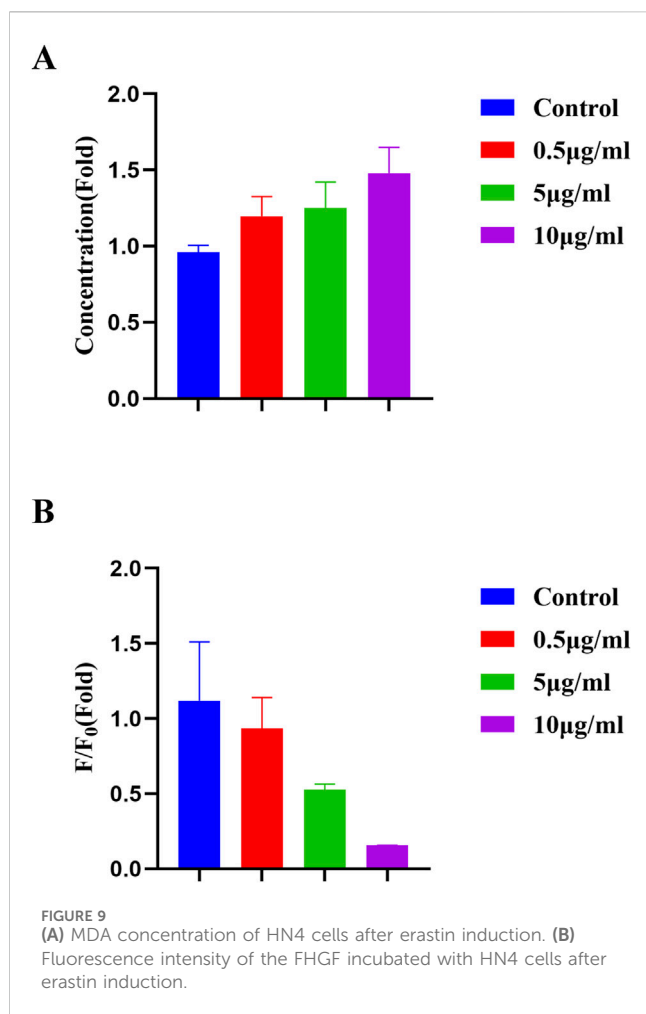 A
2.0
1.5
1.0
0.5
0.0
Concentration(Fold)
Control
0.5μg/ml
5μg/ml
10μg/ml
B
2.0
1.5
1.0
0.5
0.0
F/F₀(Fold)
Control
0.5μg/ml
5μg/ml
10μg/ml
FIGURE 9
(A) MDA concentration of HN4 cells after erastin induction. (B)
Fluorescence intensity of the FHGF incubated with HN4 cells after
erastin induction.